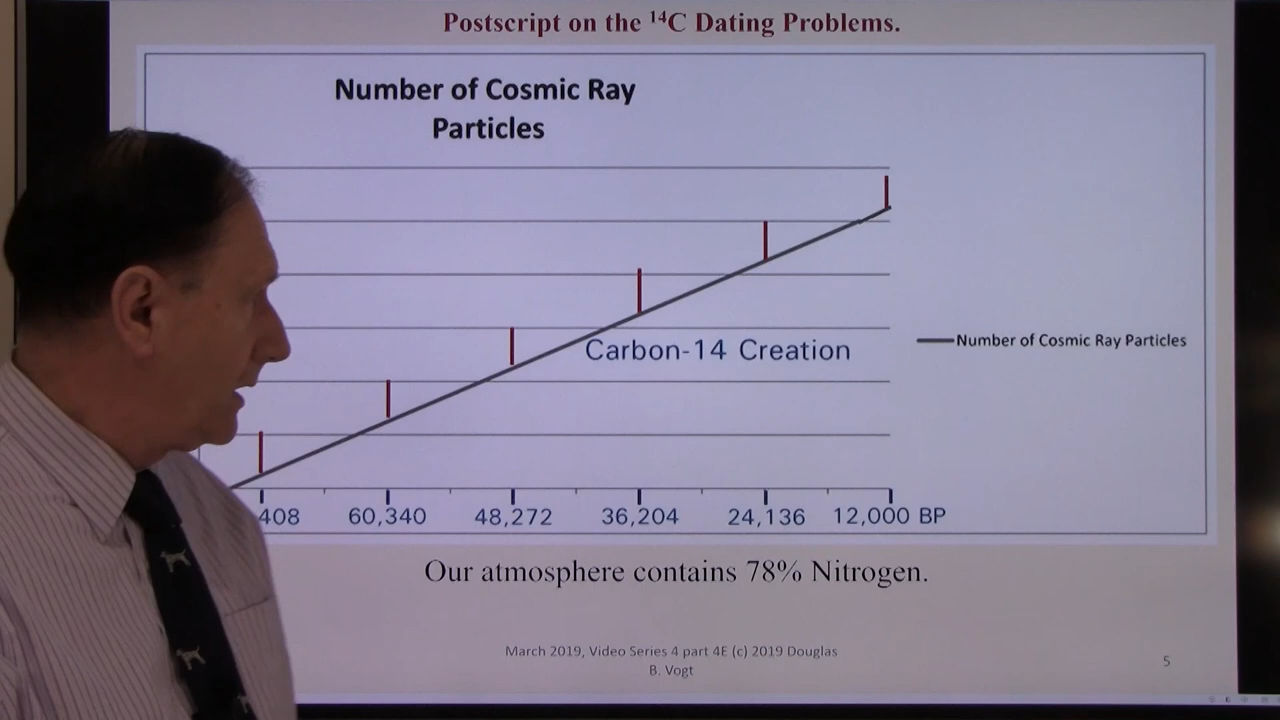 Postscript on the ¹⁴C Dating Problems.
Number of Cosmic Ray
Particles
Carbon-14 Creation
Number of Cosmic Ray Particles
408 60,340 48,272 36,204 24,136 12,000 BP
Our atmosphere contains 78% Nitrogen.
March 2019, Video Series 4 part 4E (c) 2019 Douglas
B. Vogt
5